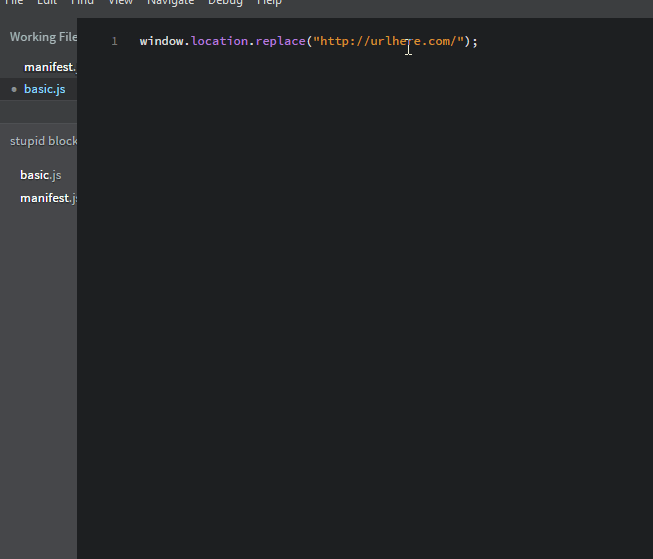 File Edit Find View Navigate Debug Help
Working File
manifest.
basic.js
stupid block
basic.js
manifest.js
1 window.location.replace("http://urlhere.com/");